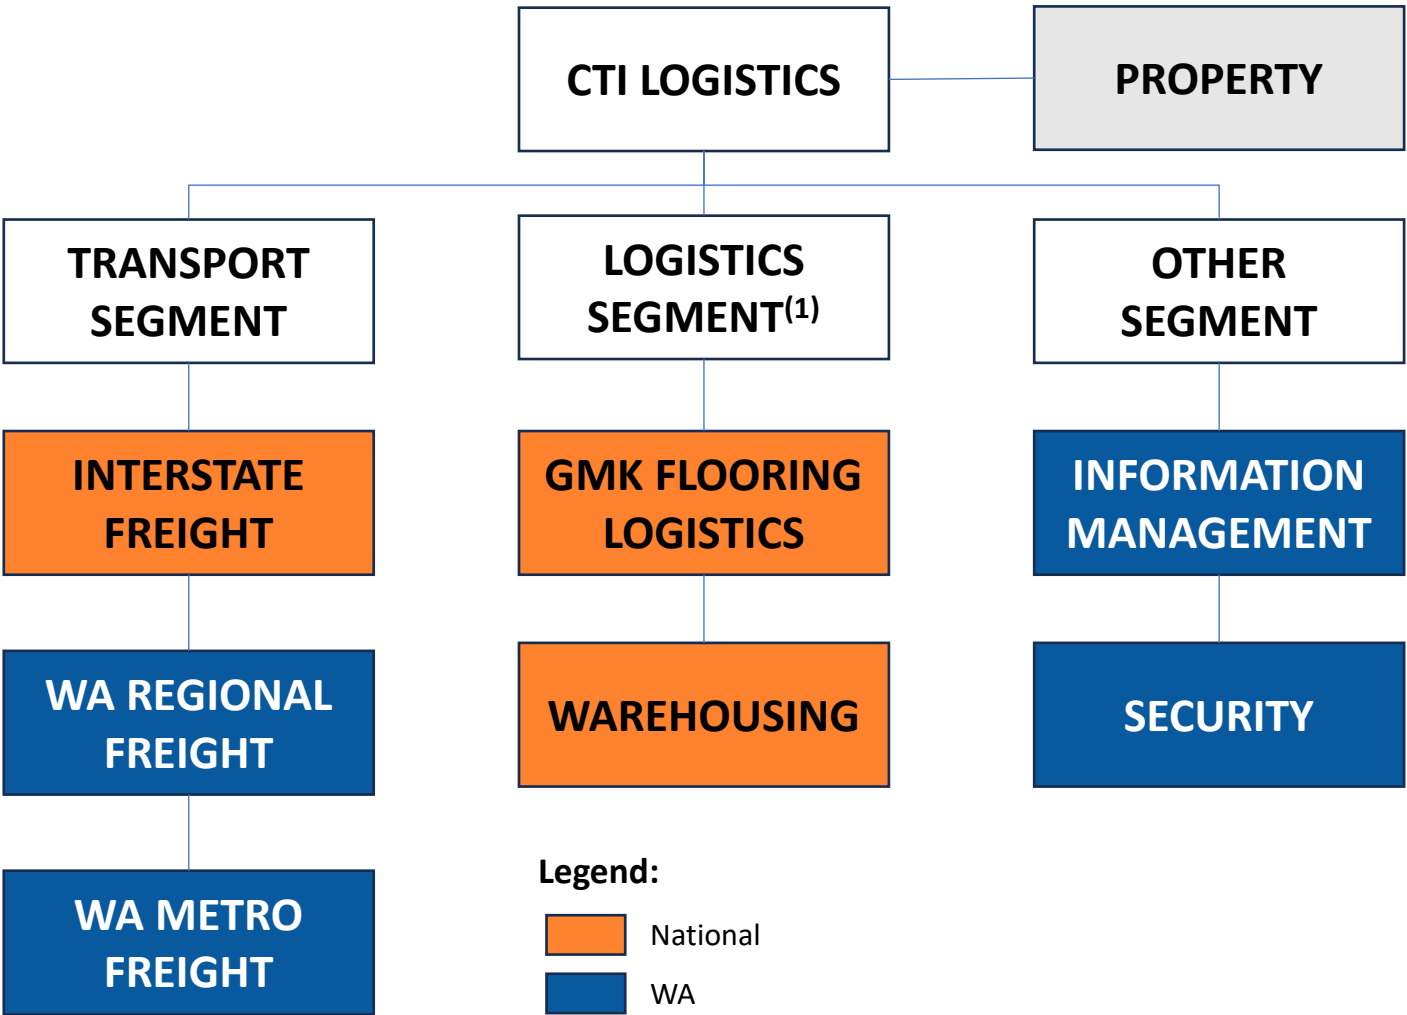 CTI LOGISTICS
PROPERTY
TRANSPORT
SEGMENT
LOGISTICS
SEGMENT(1)
OTHER
SEGMENT
INTERSTATE
FREIGHT
GMK FLOORING
LOGISTICS
INFORMATION
MANAGEMENT
WA REGIONAL
FREIGHT
WAREHOUSING
SECURITY
WA METRO
FREIGHT
Legend:
National
WA